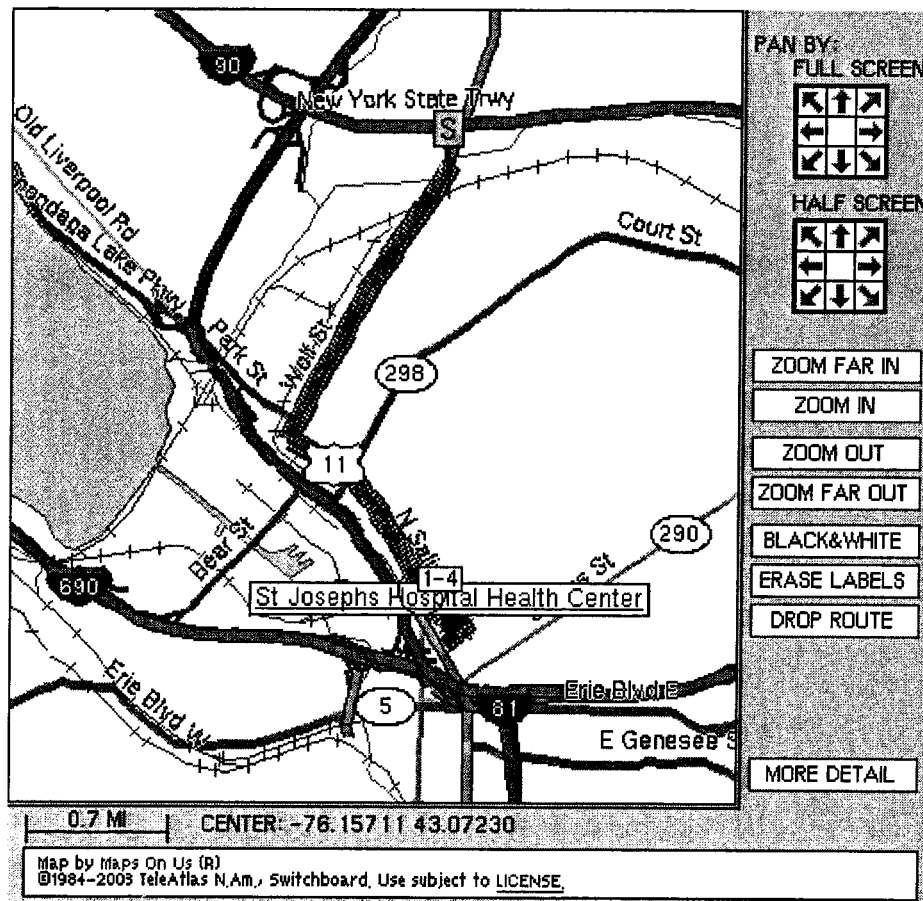 PAN BY:
FULL SCREEN
90
New York State Trwy
S
Old Liverpool Rd
Lake Pkwy
HALF SCREEN
Court St
Park St
Wolf St
298
ZOOM FAR IN
ZOOM IN
11
ZOOM OUT
ZOOM FAR OUT
N
Bear St
290
BLACK&WHITE
1-4
St
690
St Josephs Hospital Health Center
ERASE LABELS
DROP ROUTE
Erie Blvd W
5
Erie Blvd E
81
E Genesee S
MORE DETAIL
0.7 MI
CENTER: -76.15711 43.07230
Map by Maps On Us (R)
©1984-2003 TeleAtlas N.Am., Switchboard. Use subject to LICENSE.